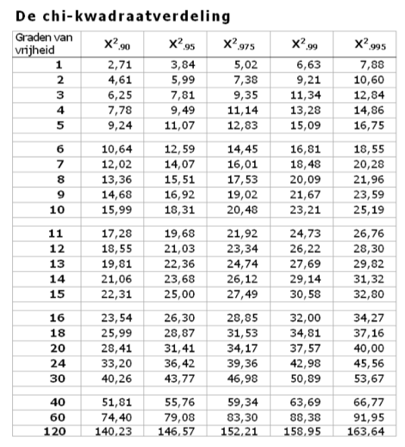 De chi-kwadraatverdeling
Graden van vrijheid X².90 X².95 X².975 X².99 X².995
1 2,71 3,84 5,02 6,63 7,88
2 4,61 5,99 7,38 9,21 10,60
3 6,25 7,81 9,35 11,34 12,84
4 7,78 9,49 11,14 13,28 14,86
5 9,24 11,07 12,83 15,09 16,75
6 10,64 12,59 14,45 16,81 18,55
7 12,02 14,07 16,01 18,48 20,28
8 13,36 15,51 17,53 20,09 21,96
9 14,68 16,92 19,02 21,67 23,59
10 15,99 18,31 20,48 23,21 25,19
11 17,28 19,68 21,92 24,73 26,76
12 18,55 21,03 23,34 26,22 28,30
13 19,81 22,36 24,74 27,69 29,82
14 21,06 23,68 26,12 29,14 31,32
15 22,31 25,00 27,49 30,58 32,80
16 23,54 26,30 28,85 32,00 34,27
18 25,99 28,87 31,53 34,81 37,16
20 28,41 31,41 34,17 37,57 40,00
24 33,20 36,42 39,36 42,98 45,56
30 40,26 43,77 46,98 50,89 53,67
40 51,81 55,76 59,34 63,69 66,77
60 74,40 79,08 83,30 88,38 91,95
120 140,23 146,57 152,21 158,95 163,64